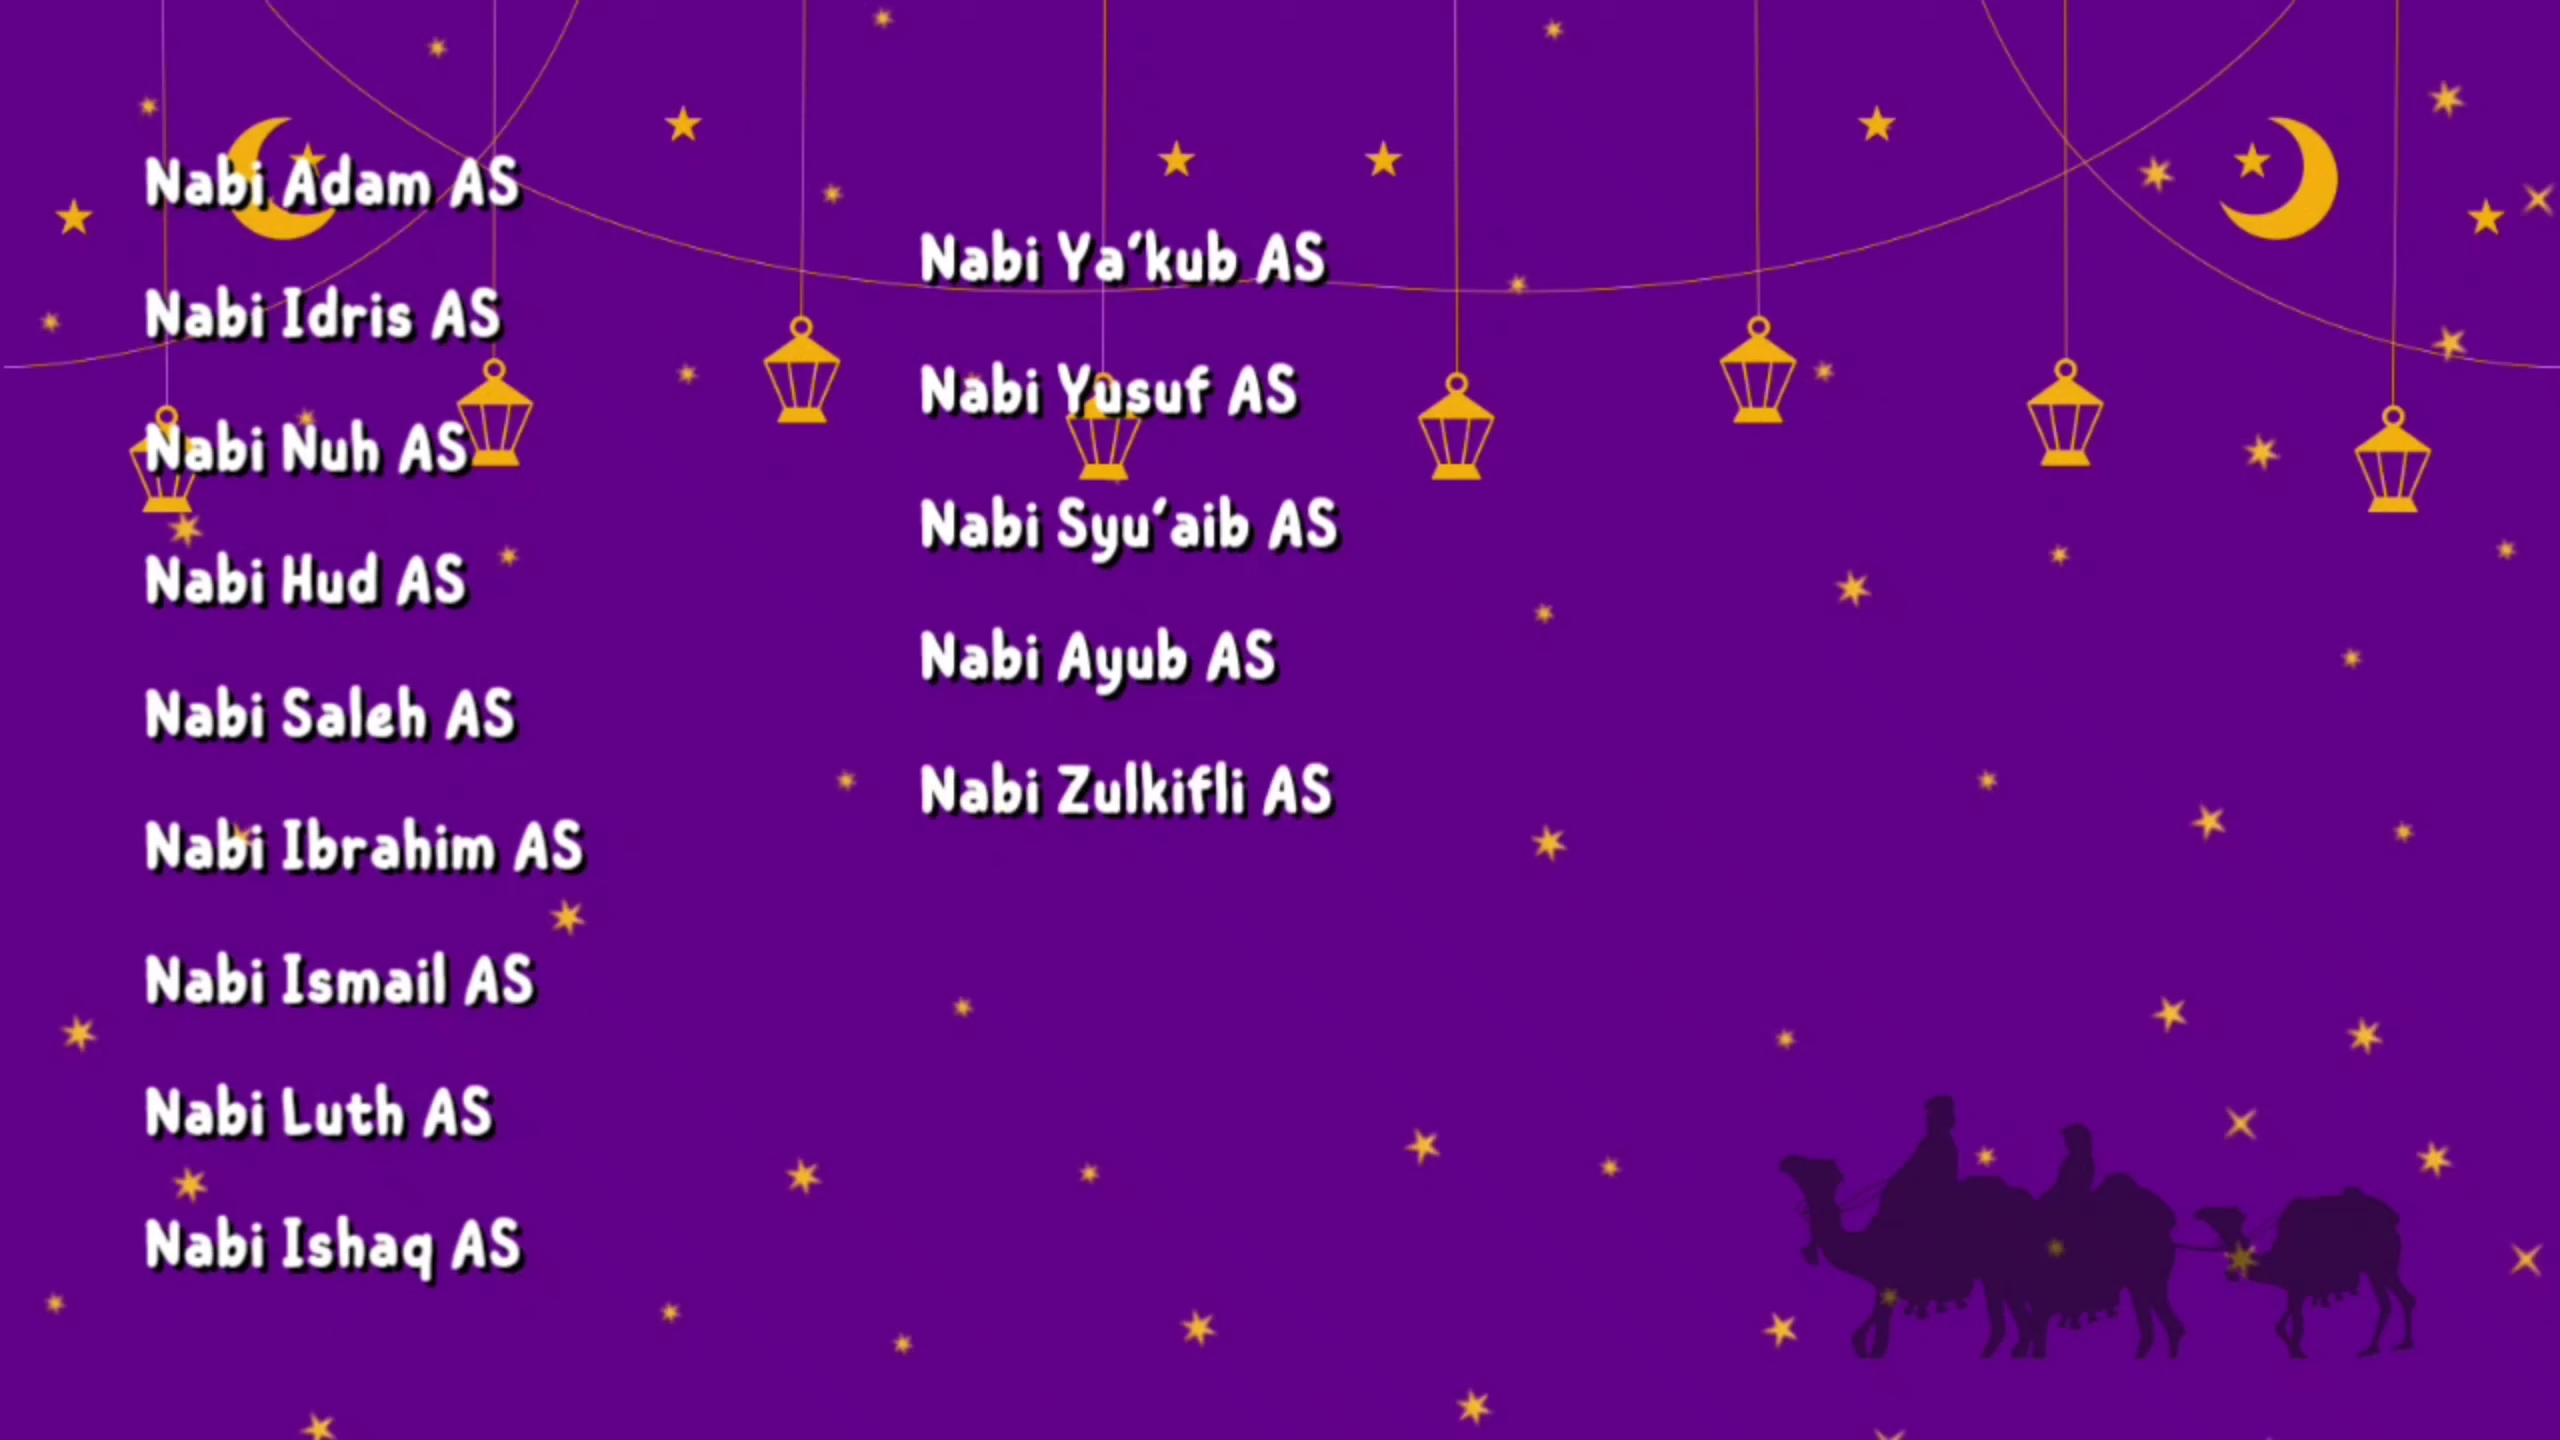 Nabi Adam AS
Nabi Idris AS
Nabi Nuh AS
Nabi Hud AS
Nabi Saleh AS
Nabi Ibrahim AS
Nabi Ismail AS
Nabi Luth AS
Nabi Ishaq AS
Nabi Ya'kub AS
Nabi Yusuf AS
Nabi Syu'aib AS
Nabi Ayub AS
Nabi Zulkifli AS